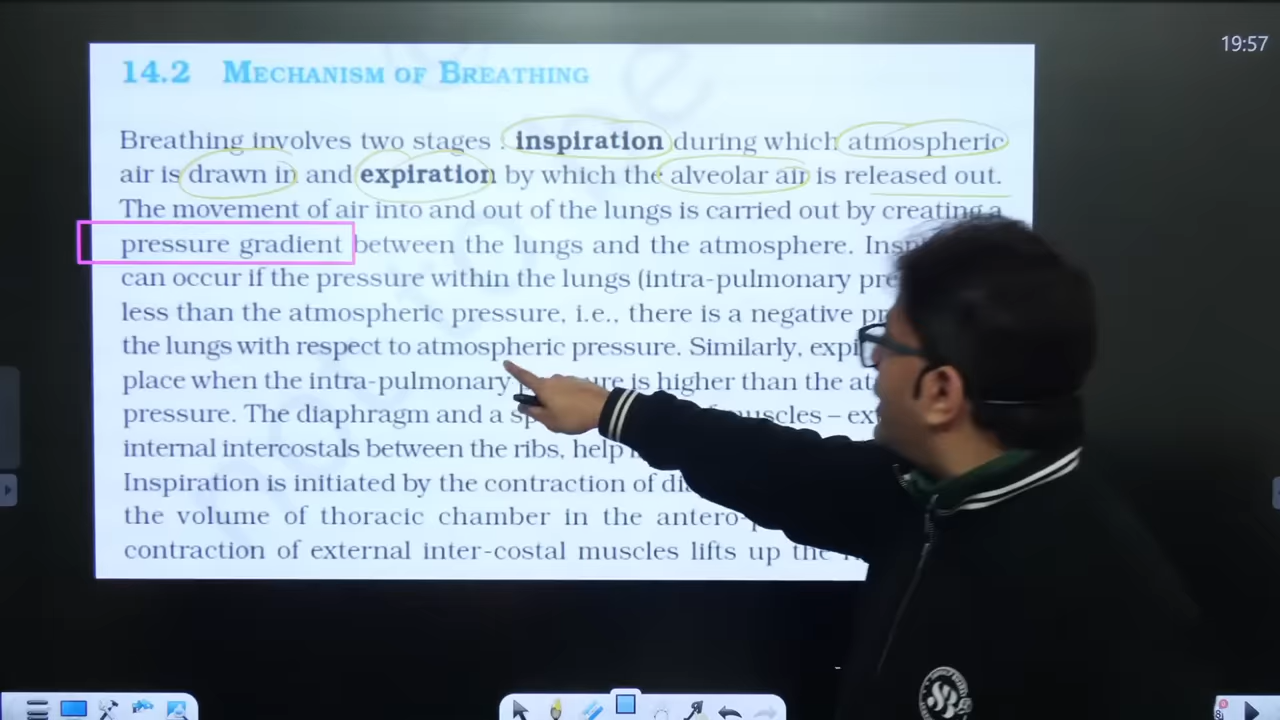 19:57
14.2 MECHANISM OF BREATHING
Breathing involves two stages : inspiration during which atmospheric
air is drawn in and expiration by which the alveolar air is released out.
The movement of air into and out of the lungs is carried out by creating a
pressure gradient between the lungs and the atmosphere.
can occur if the pressure within the lungs (intra-pulmonary
less than the atmospheric pressure, i.e., there is a negative
the lungs with respect to atmospheric pressure. Similarly,
place when the intra-pulmonary is higher than the
pressure. The diaphragm and a muscles –
internal intercostals between the ribs, help
Inspiration is initiated by the contraction of
the volume of thoracic chamber in the
contraction of external inter-costal muscles lifts up the